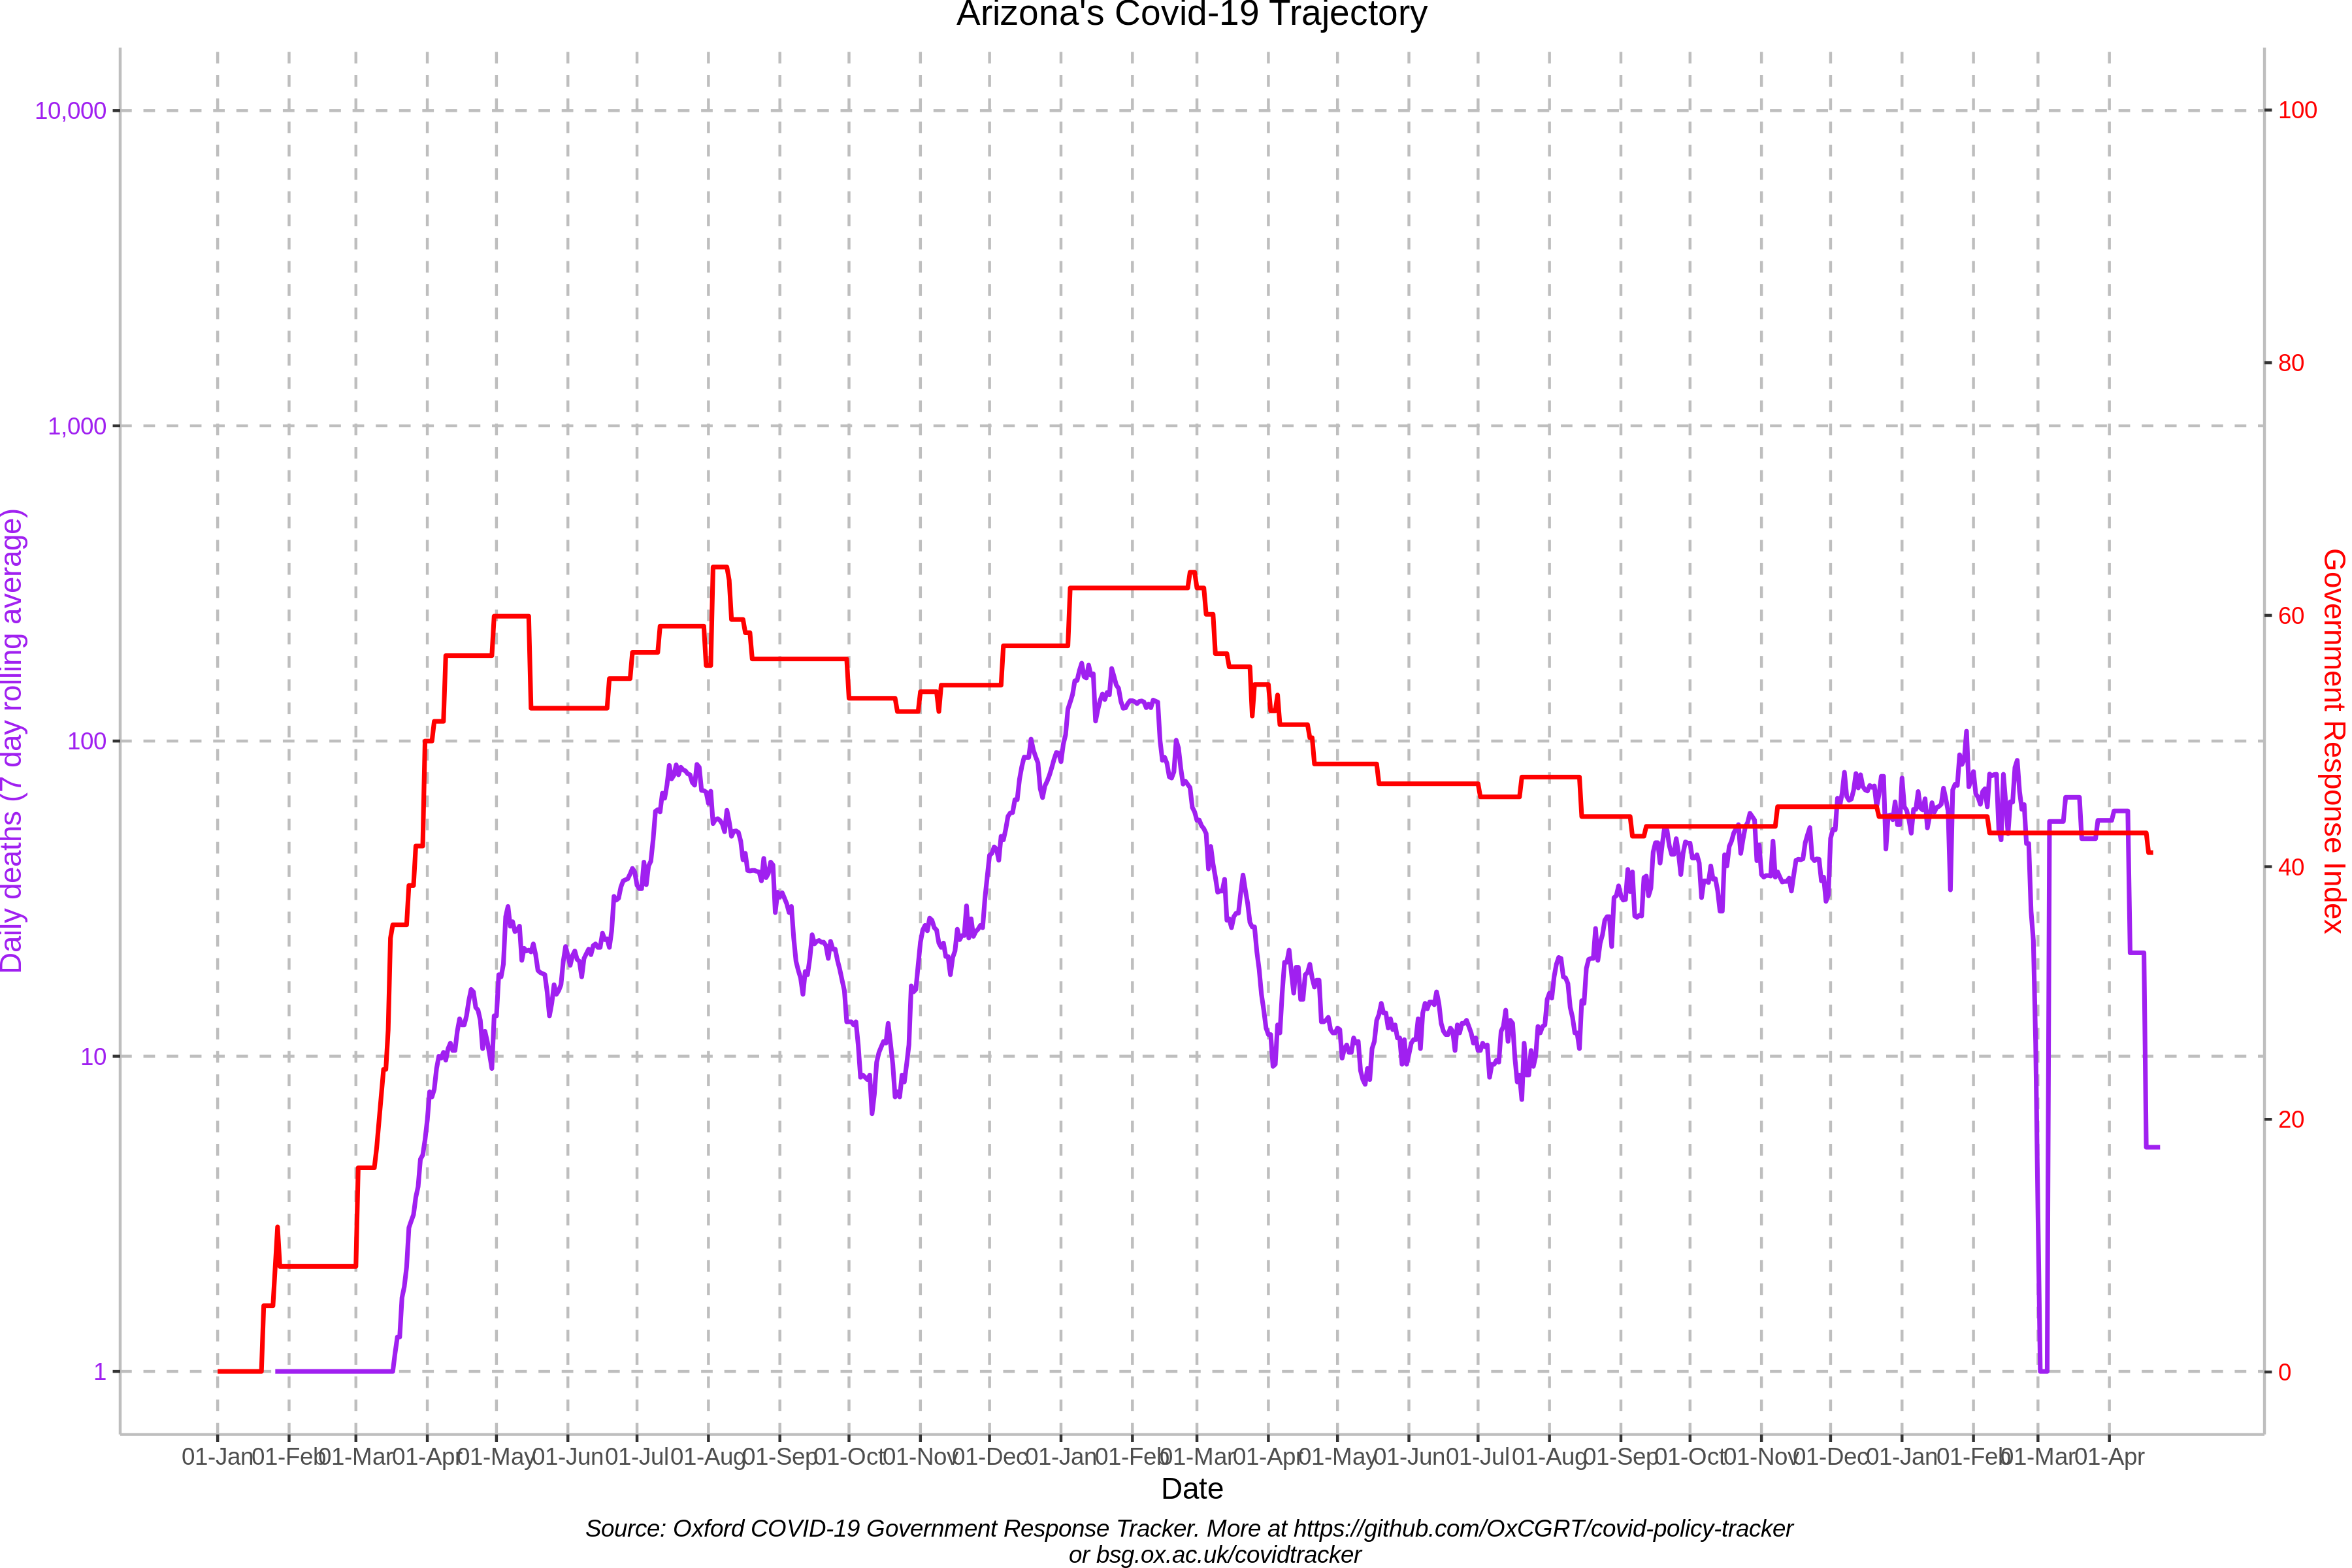 Arizona's Covid-19 Trajectory
Daily deaths (7 day rolling average)
10,000
1,000
100
10
1
100
80
60
40
20
0
Government Response Index
01-Jan 01-Feb 01-Mar 01-Apr 01-May 01-Jun 01-Jul 01-Aug 01-Sep 01-Oct 01-Nov 01-Dec 01-Jan 01-Feb 01-Mar 01-Apr 01-May 01-Jun 01-Jul 01-Aug 01-Sep 01-Oct 01-Nov 01-Dec 01-Jan 01-Feb 01-Mar 01-Apr
Date
Source: Oxford COVID-19 Government Response Tracker. More at https://github.com/OxCGRT/covid-policy-tracker
or bsg.ox.ac.uk/covidtracker